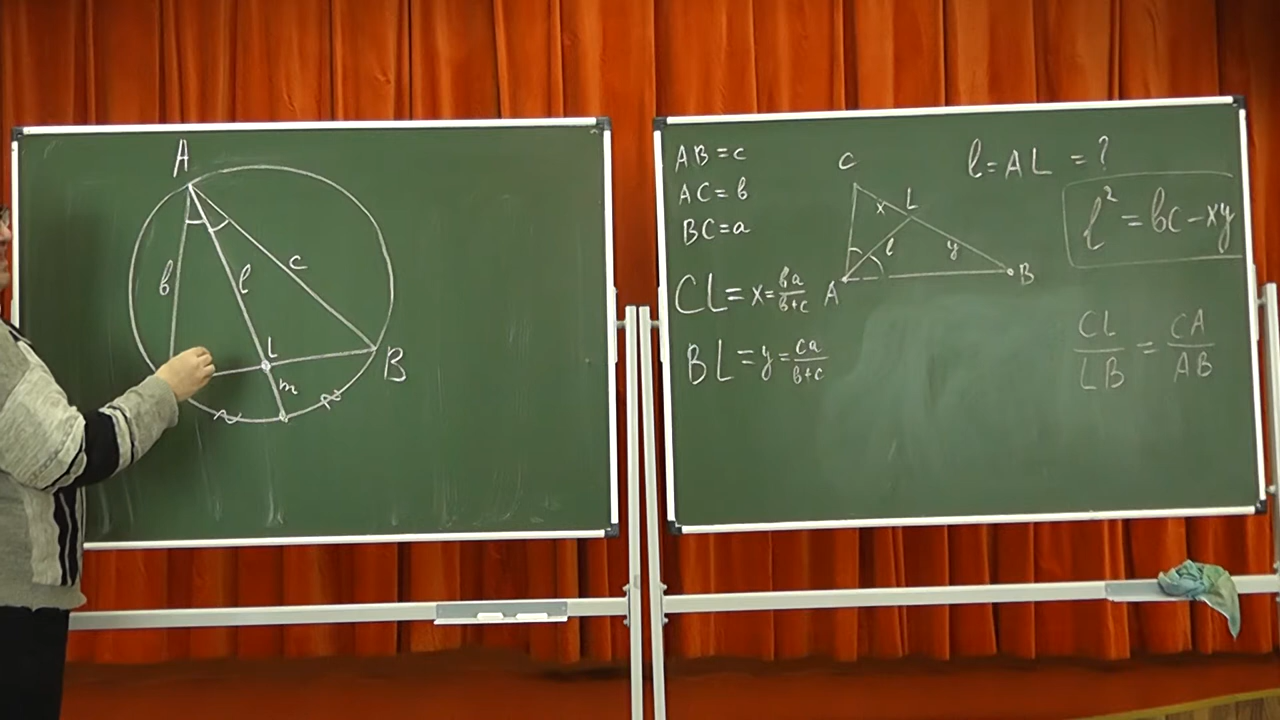 A
b
l
c
L
B
m
AB = c
AC = b
BC = a
CL = x = ba/b+c
BL = y = ca/b+c
C
x
L
l
y
A
B
l = AL = ?
l² = bc - xy
CL/LB = CA/AB